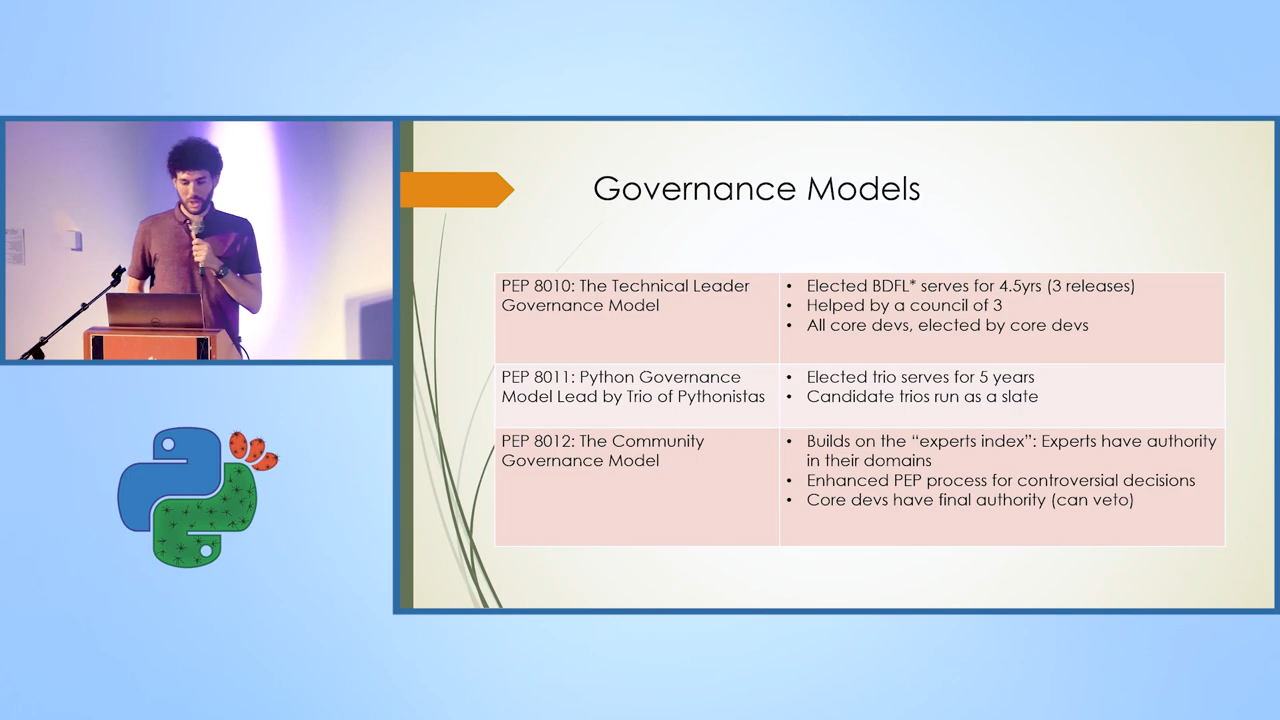 Governance Models
PEP 8010: The Technical Leader
Governance Model
• Elected BDFL* serves for 4.5yrs (3 releases)
• Helped by a council of 3
• All core devs, elected by core devs
PEP 8011: Python Governance
Model Lead by Trio of Pythonistas
• Elected trio serves for 5 years
• Candidate trios run as a slate
PEP 8012: The Community
Governance Model
• Builds on the “experts index”: Experts have authority
in their domains
• Enhanced PEP process for controversial decisions
• Core devs have final authority (can veto)